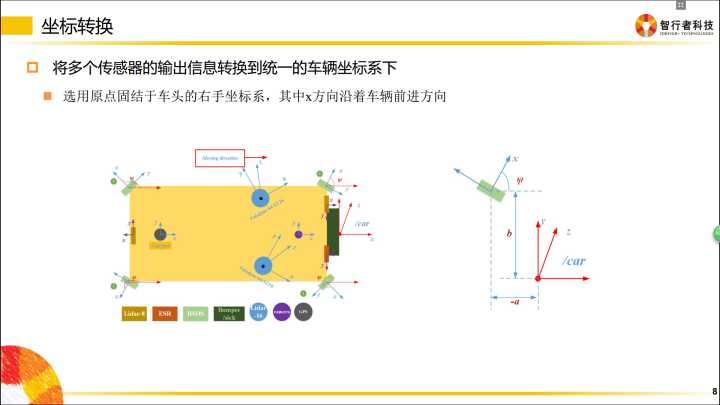 坐标转换
智行者科技
IDRIVER+ TECHNOLOGIES
将多个传感器的输出信息转换到统一的车辆坐标系下
选用原点固结于车头的右手坐标系，其中x方向沿着车辆前进方向
Moving direction
/car
Lidar-8
ESR
Bumper
/sick
Lidar
-16
GPS
x
ψ
b
y
z
/car
-a
8